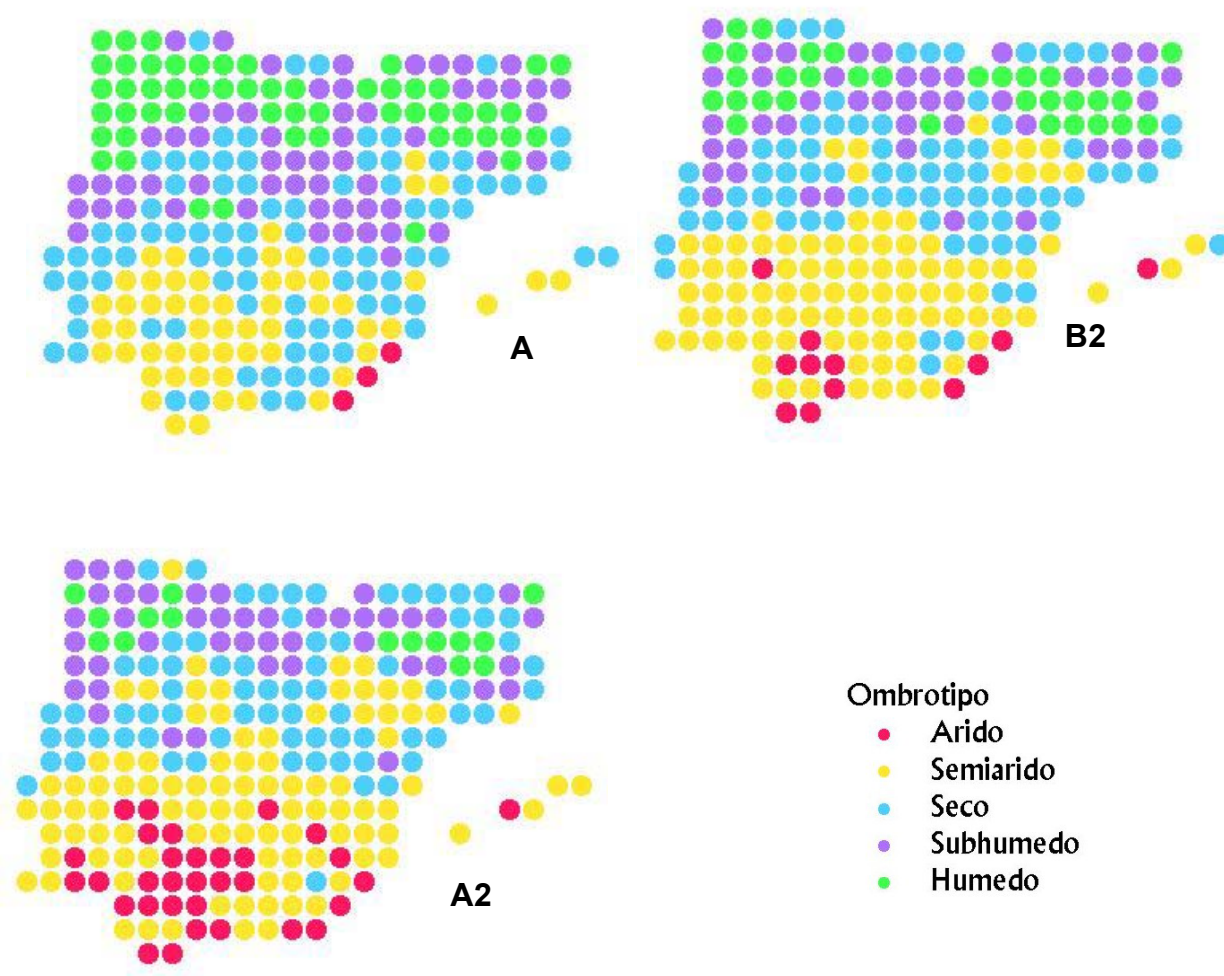 A
B2
A2
Ombrotipo
Arido
Semiarido
Seco
Subhumedo
Humedo